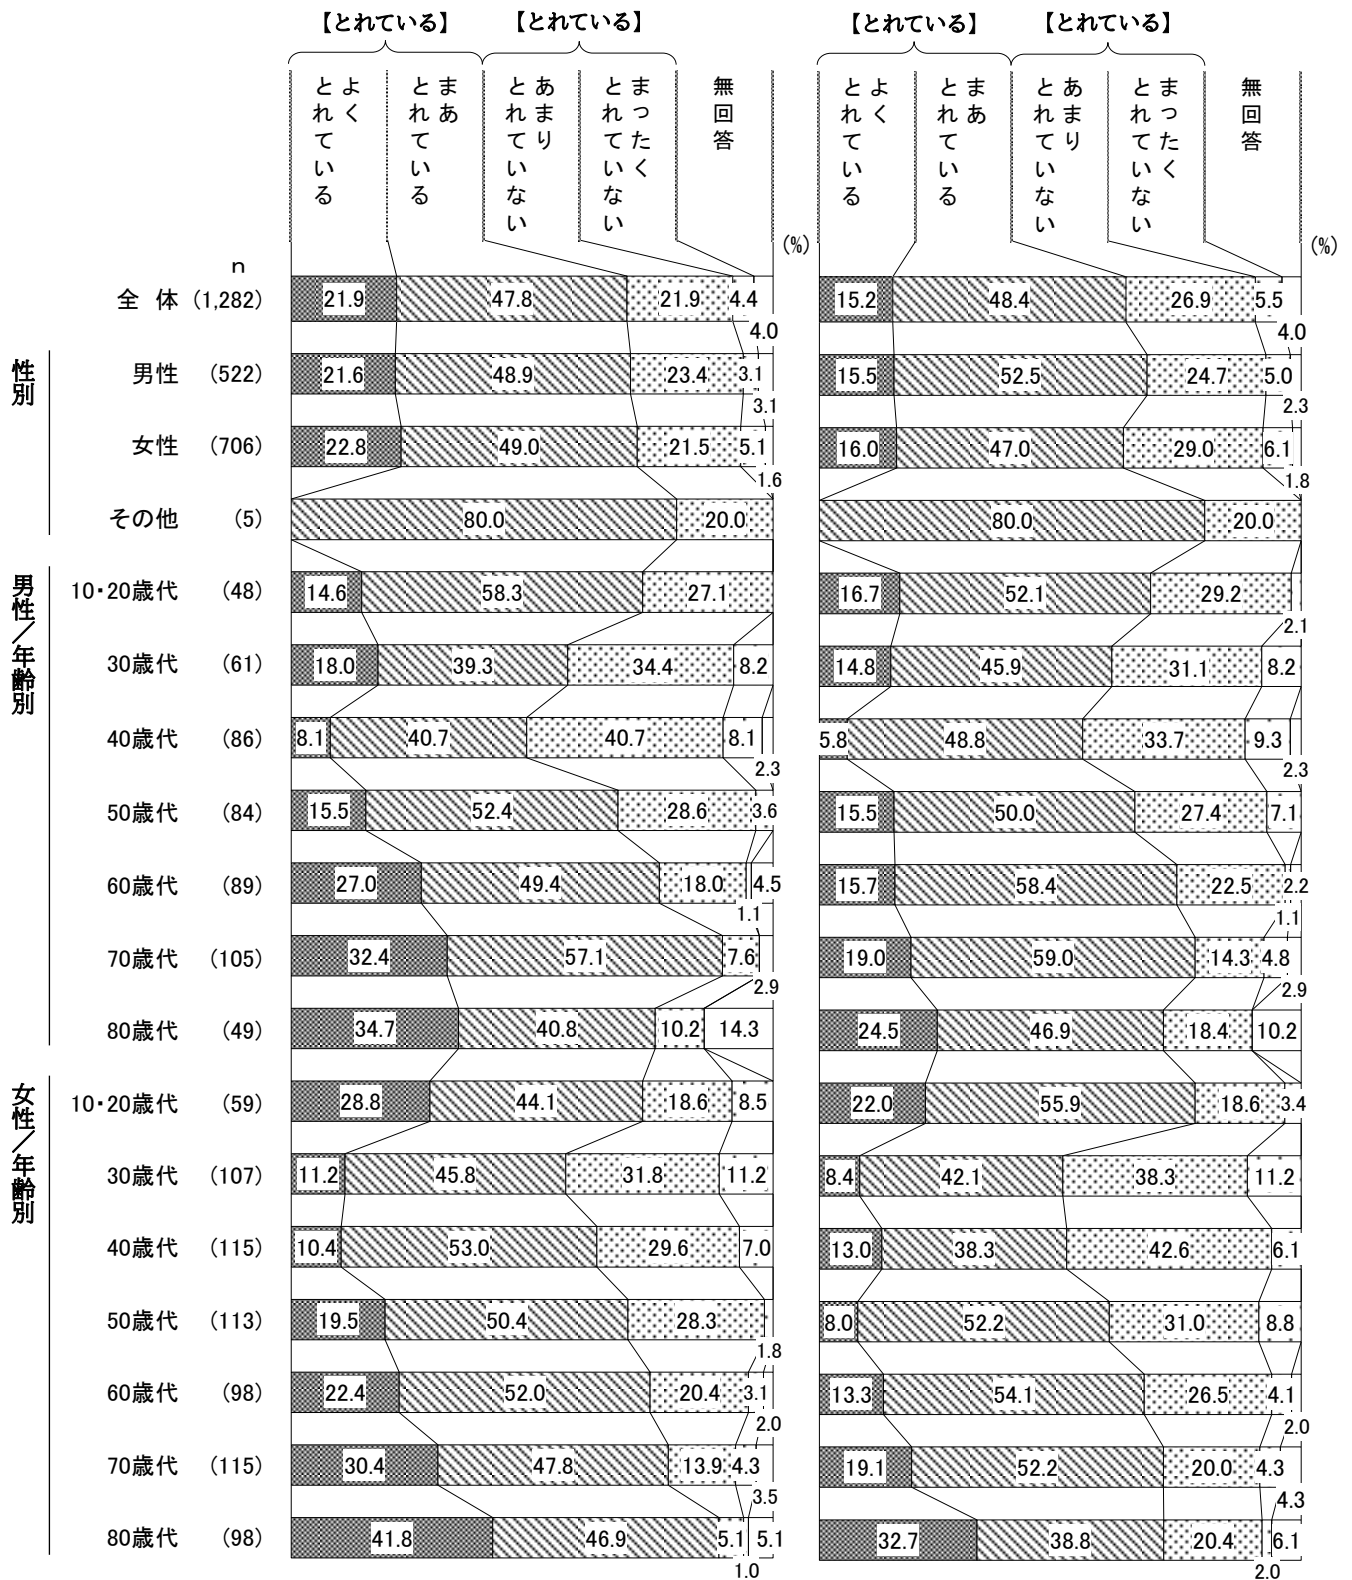 【とれている】 【とれている】 【とれている】 【とれている】
よくとれている まあとれている あまりとれていない まったくとれていない 無回答 よくとれている まあとれている あまりとれていない まったくとれていない 無回答
(%) (%)
n
全 体 (1,282) 21.9 47.8 21.9 4.4 4.0 15.2 48.4 26.9 5.5 4.0
性別
男性 (522) 21.6 48.9 23.4 3.1 3.1 15.5 52.5 24.7 5.0 2.3
女性 (706) 22.8 49.0 21.5 5.1 1.6 16.0 47.0 29.0 6.1 1.8
その他 (5) 80.0 20.0 80.0 20.0
男性／年齢別
10・20歳代 (48) 14.6 58.3 27.1 16.7 52.1 29.2 2.1
30歳代 (61) 18.0 39.3 34.4 8.2 14.8 45.9 31.1 8.2
40歳代 (86) 8.1 40.7 40.7 8.1 2.3 5.8 48.8 33.7 9.3 2.3
50歳代 (84) 15.5 52.4 28.6 3.6 15.5 50.0 27.4 7.1
60歳代 (89) 27.0 49.4 18.0 1.1 4.5 15.7 58.4 22.5 1.1 2.2
70歳代 (105) 32.4 57.1 7.6 2.9 19.0 59.0 14.3 4.8 2.9
80歳代 (49) 34.7 40.8 10.2 14.3 24.5 46.9 18.4 10.2
女性／年齢別
10・20歳代 (59) 28.8 44.1 18.6 8.5 22.0 55.9 18.6 3.4
30歳代 (107) 11.2 45.8 31.8 11.2 8.4 42.1 38.3 11.2
40歳代 (115) 10.4 53.0 29.6 7.0 13.0 38.3 42.6 6.1
50歳代 (113) 19.5 50.4 28.3 1.8 8.0 52.2 31.0 8.8
60歳代 (98) 22.4 52.0 20.4 3.1 2.0 13.3 54.1 26.5 4.1 2.0
70歳代 (115) 30.4 47.8 13.9 4.3 3.5 19.1 52.2 20.0 4.3 4.3
80歳代 (98) 41.8 46.9 5.1 1.0 5.1 32.7 38.8 20.4 2.0 6.1